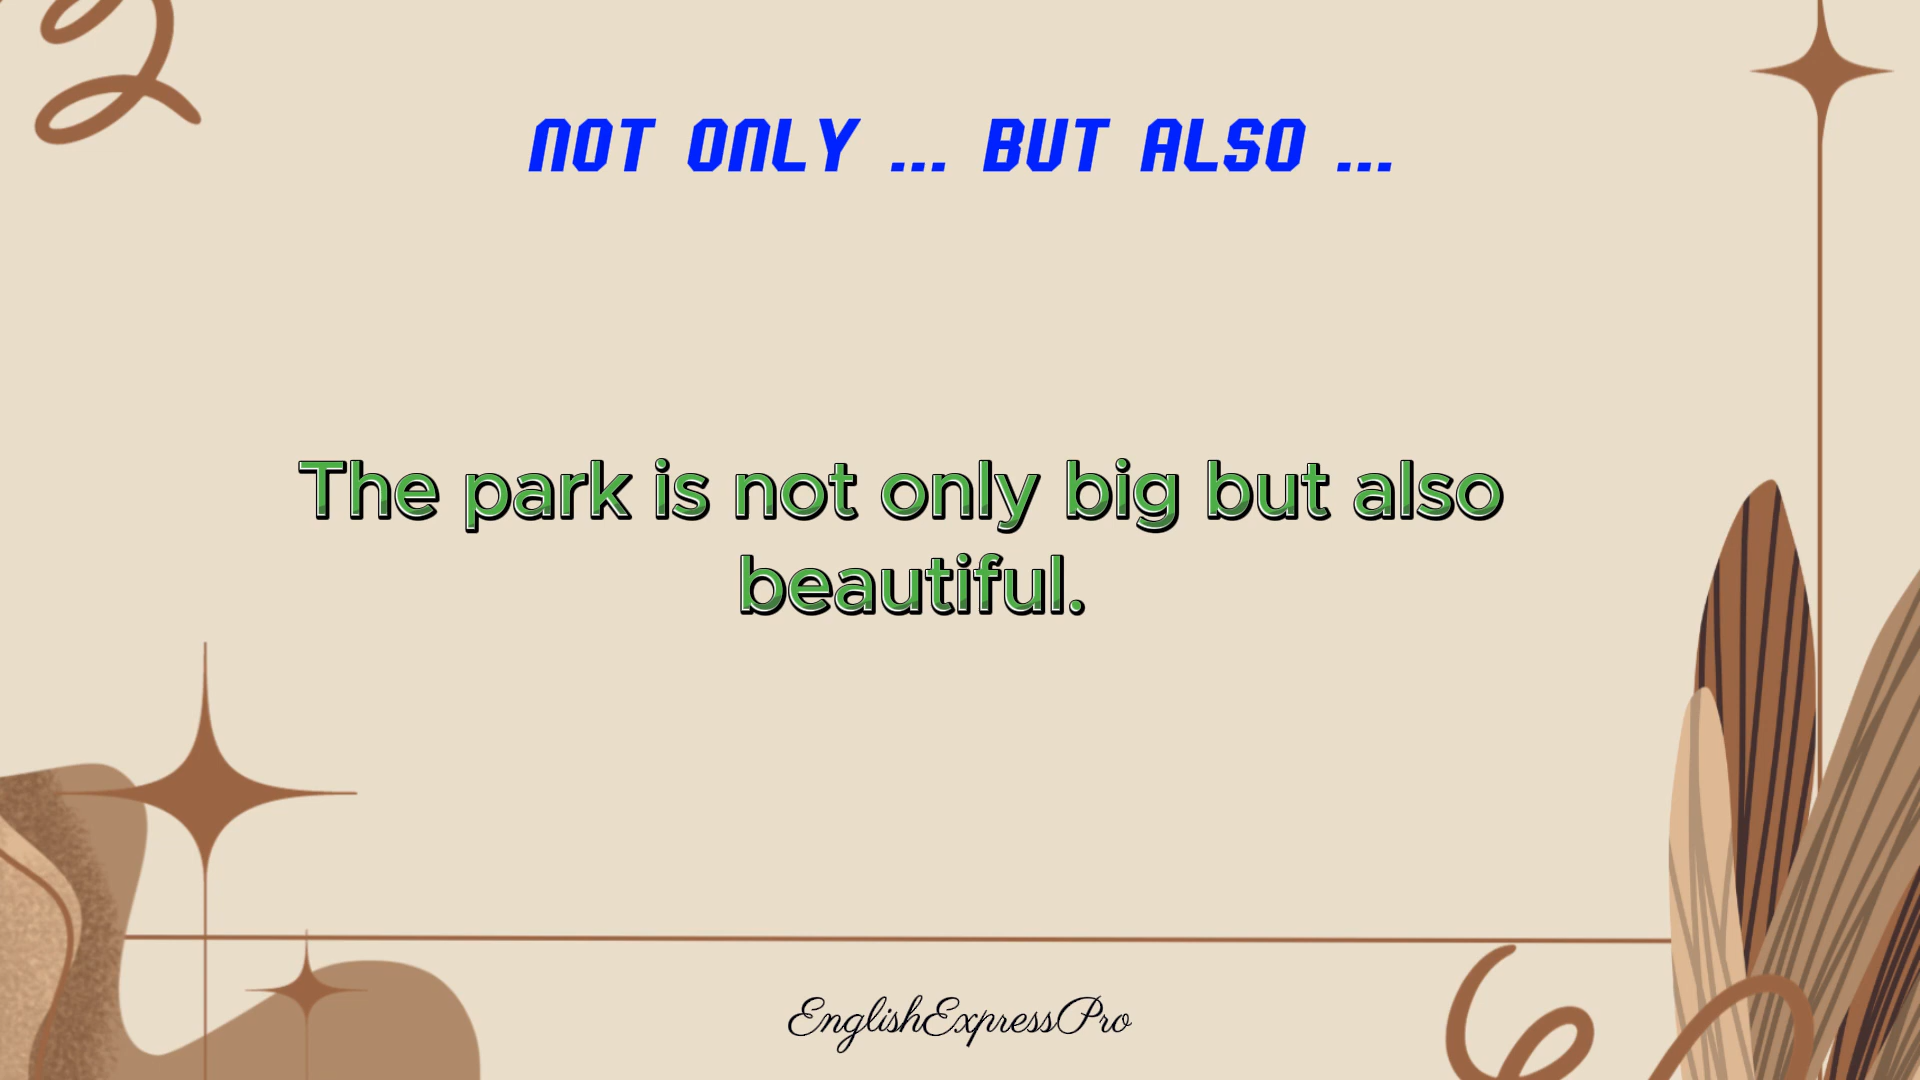 NOT ONLY ... BUT ALSO ...
The park is not only big but also
beautiful.
EnglishExpressPro